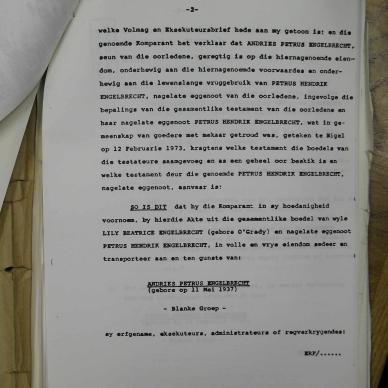 -2-
welke Volmag en Eksekuteursbrief hede aan my getoon is: en die
genoemde Komparant het verklaar dat ANDRIES PETRUS ENGELBRECHT,
seun van die oorledene, geregtig is op die hiernagenoemde eien-
dom, onderhewig aan die hiernagenoemde voorwaardes en onder-
hewig aan die lewenslange vruggebruik van PETRUS HENDRIK
ENGELBRECHT, nagelate eggenoot van die oorledene, ingevolge die
bepalings van die gesamentlike testament van die oorledene en
haar nagelate eggenoot PETRUS HENDRIK ENGELBRECHT, wat in ge-
meenskap van goedere met mekaar getroud was, geteken te Nigel
op 12 Februarie 1973, kragtens welke testament die boedels van
die testateurs saamgevoeg en as een geheel oor beskik is en
welke testament deur die genoemde PETRUS HENDRIK ENGELBRECHT,
nagelate eggenoot, aanvaar is:
SO IS DIT dat hy die Komparant in sy hoedanigheid
voornoem, by hierdie Akte uit die gesamentlike boedel van wyle
LILY BEATRICE ENGELBRECHT (gebore O'Grady) en nagelate eggenoot
PETRUS HENDRIK ENGELBRECHT, in volle en vrye eiendom sedeer en
transporteer aan en ten gunste van:
ANDRIES PETRUS ENGELBRECHT
(gebore op 11 Mei 1937)
- Blanke Groep -
sy erfgename, eksekuteurs, administrateurs of regverkrygendes:
ERF/......